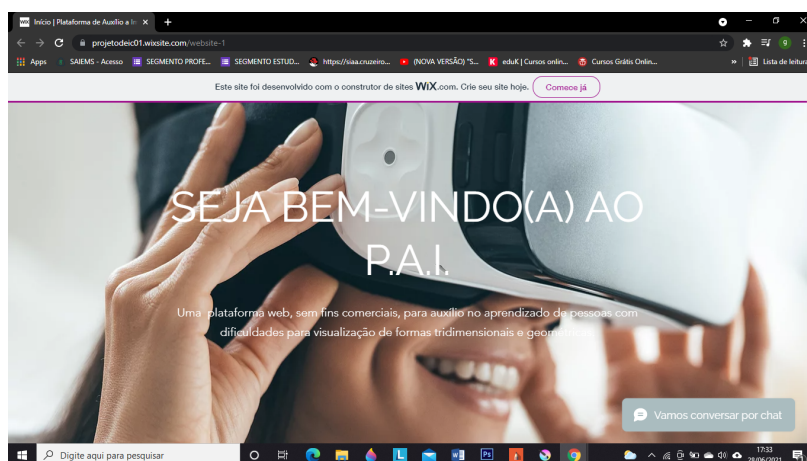 Início | Plataforma de Auxílio a In
projetodeic01.wixsite.com/website-1
Apps
SAIEMS - Acesso
SEGMENTO PROFE...
SEGMENTO ESTUD...
https://siaa.cruzeiro...
(NOVA VERSÃO) "S...
eduK | Cursos onlin...
Cursos Grátis Onlin...
»
Lista de leitura
Este site foi desenvolvido com o construtor de sites WiX.com. Crie seu site hoje.
Comece já
SEJA BEM-VINDO(A) AO
P.A.I.
Uma plataforma web, sem fins comerciais, para auxílio no aprendizado de pessoas com
dificuldades para visualização de formas tridimensionais e
Vamos conversar por chat
Digite aqui para pesquisar
17:33
28/06/2021